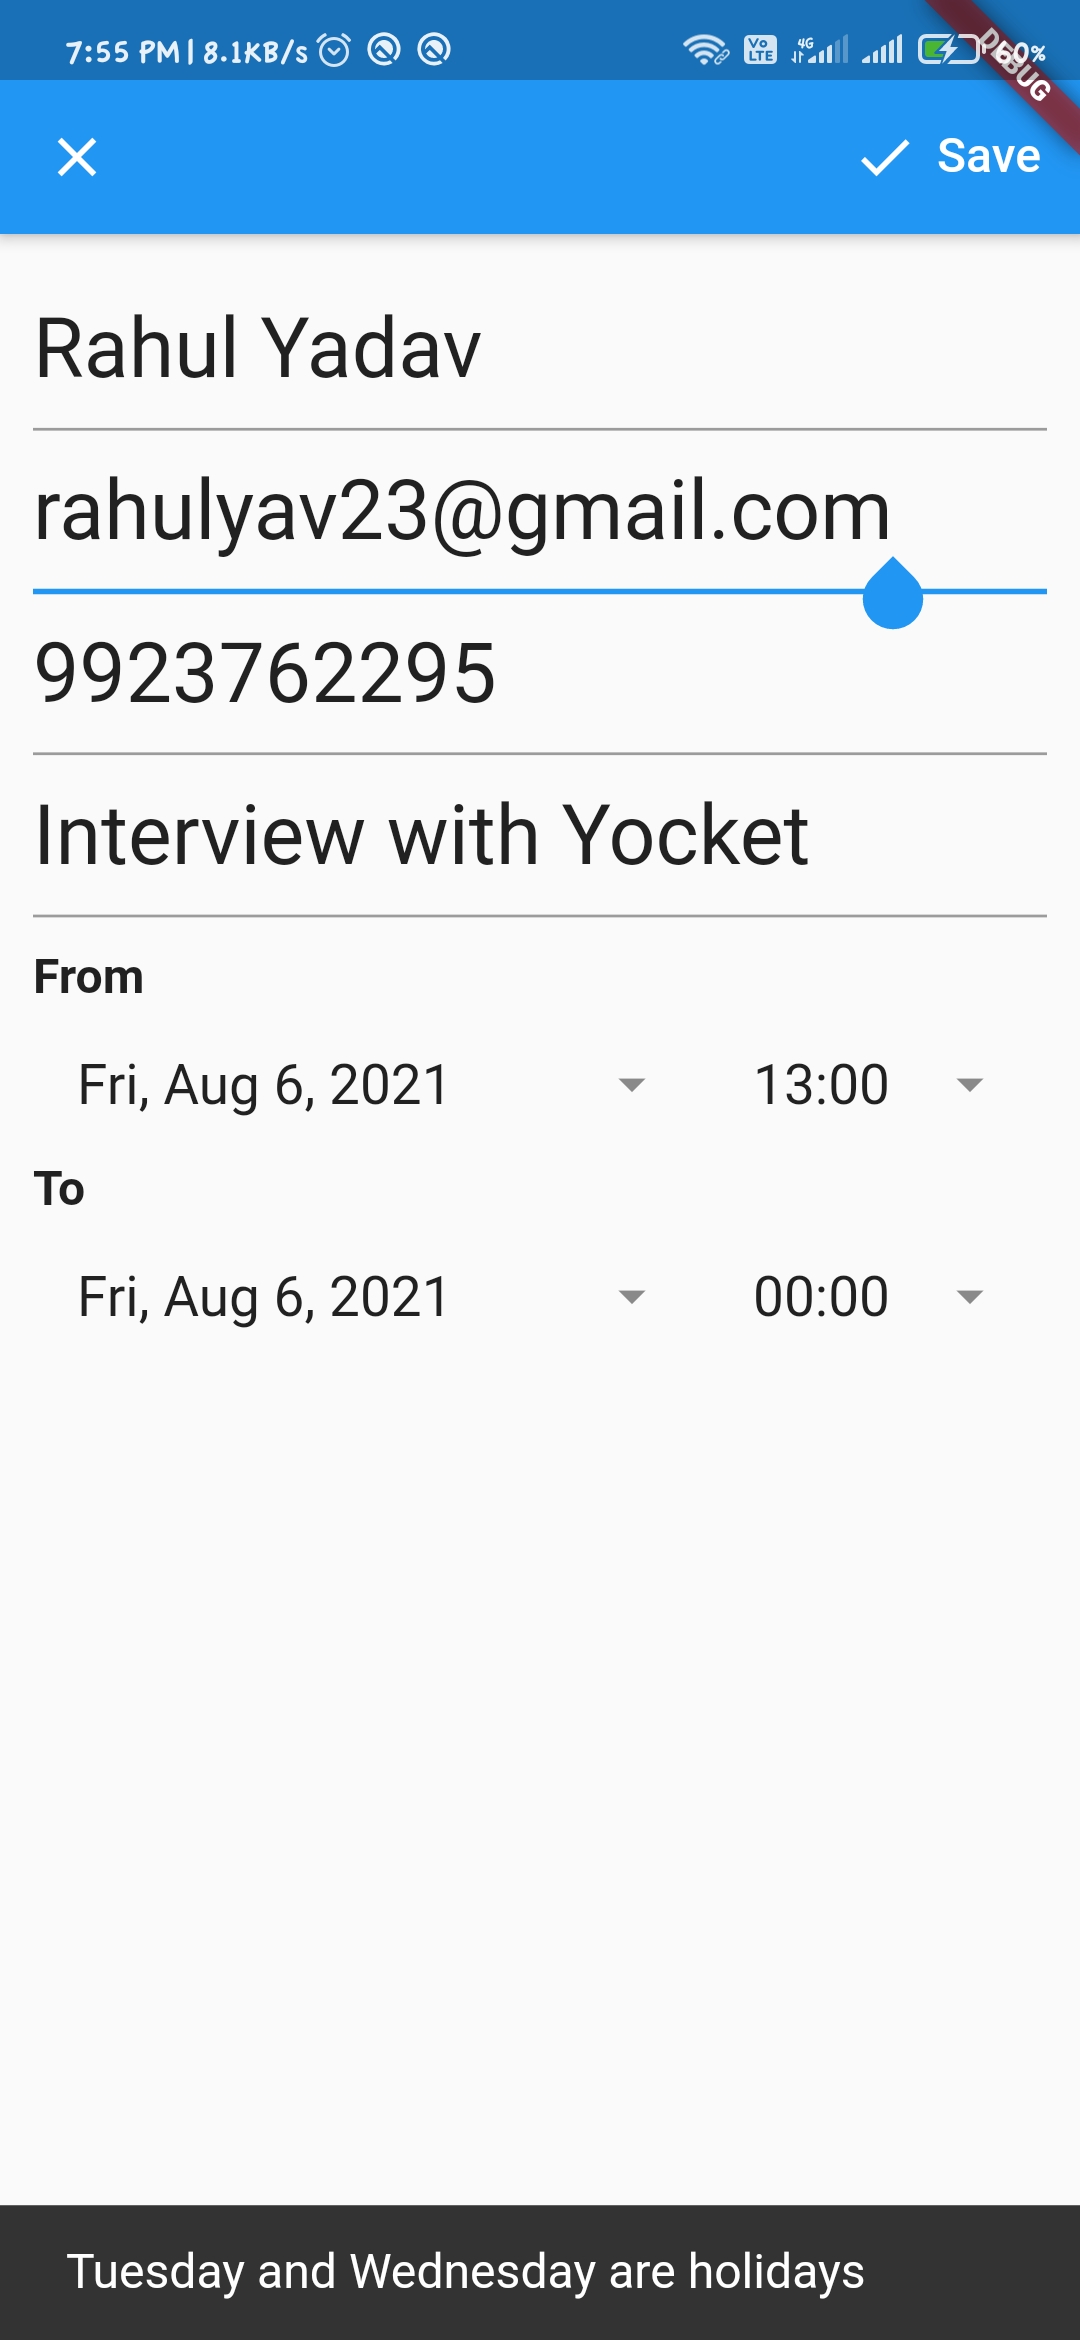 7:55 PM | 8.1KB/s Vo LTE 4G 60%
DEBUG
Save
Rahul Yadav
rahulyav23@gmail.com
9923762295
Interview with Yocket
From
Fri, Aug 6, 2021 13:00
To
Fri, Aug 6, 2021 00:00
Tuesday and Wednesday are holidays